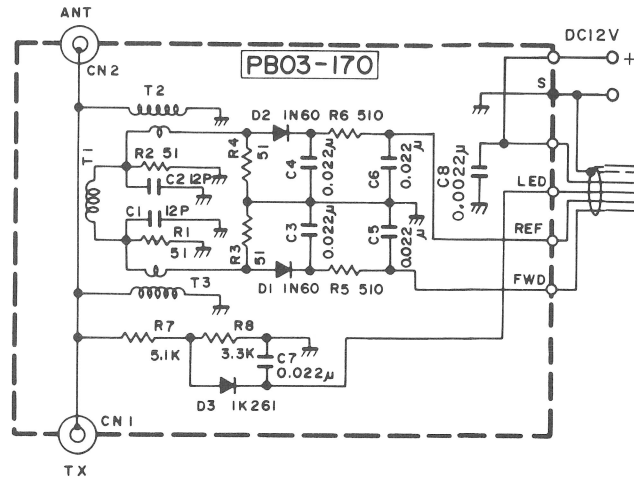 ANT
CN2
DC12V
+
PB03-170
S
T2
D2 1N60 R6 510
T1
R2 51
R4
51
C4
0.022μ
C6
0.022μ
C8
0.0022μ
C2 12P
LED
C1
12P
R1
51
R3
51
C3
0.022μ
C5
0.022μ
REF
T3
D1 1N60 R5 510
FWD
R7
5.1K
R8
3.3K
C7
0.022μ
D3 1K261
CN1
TX